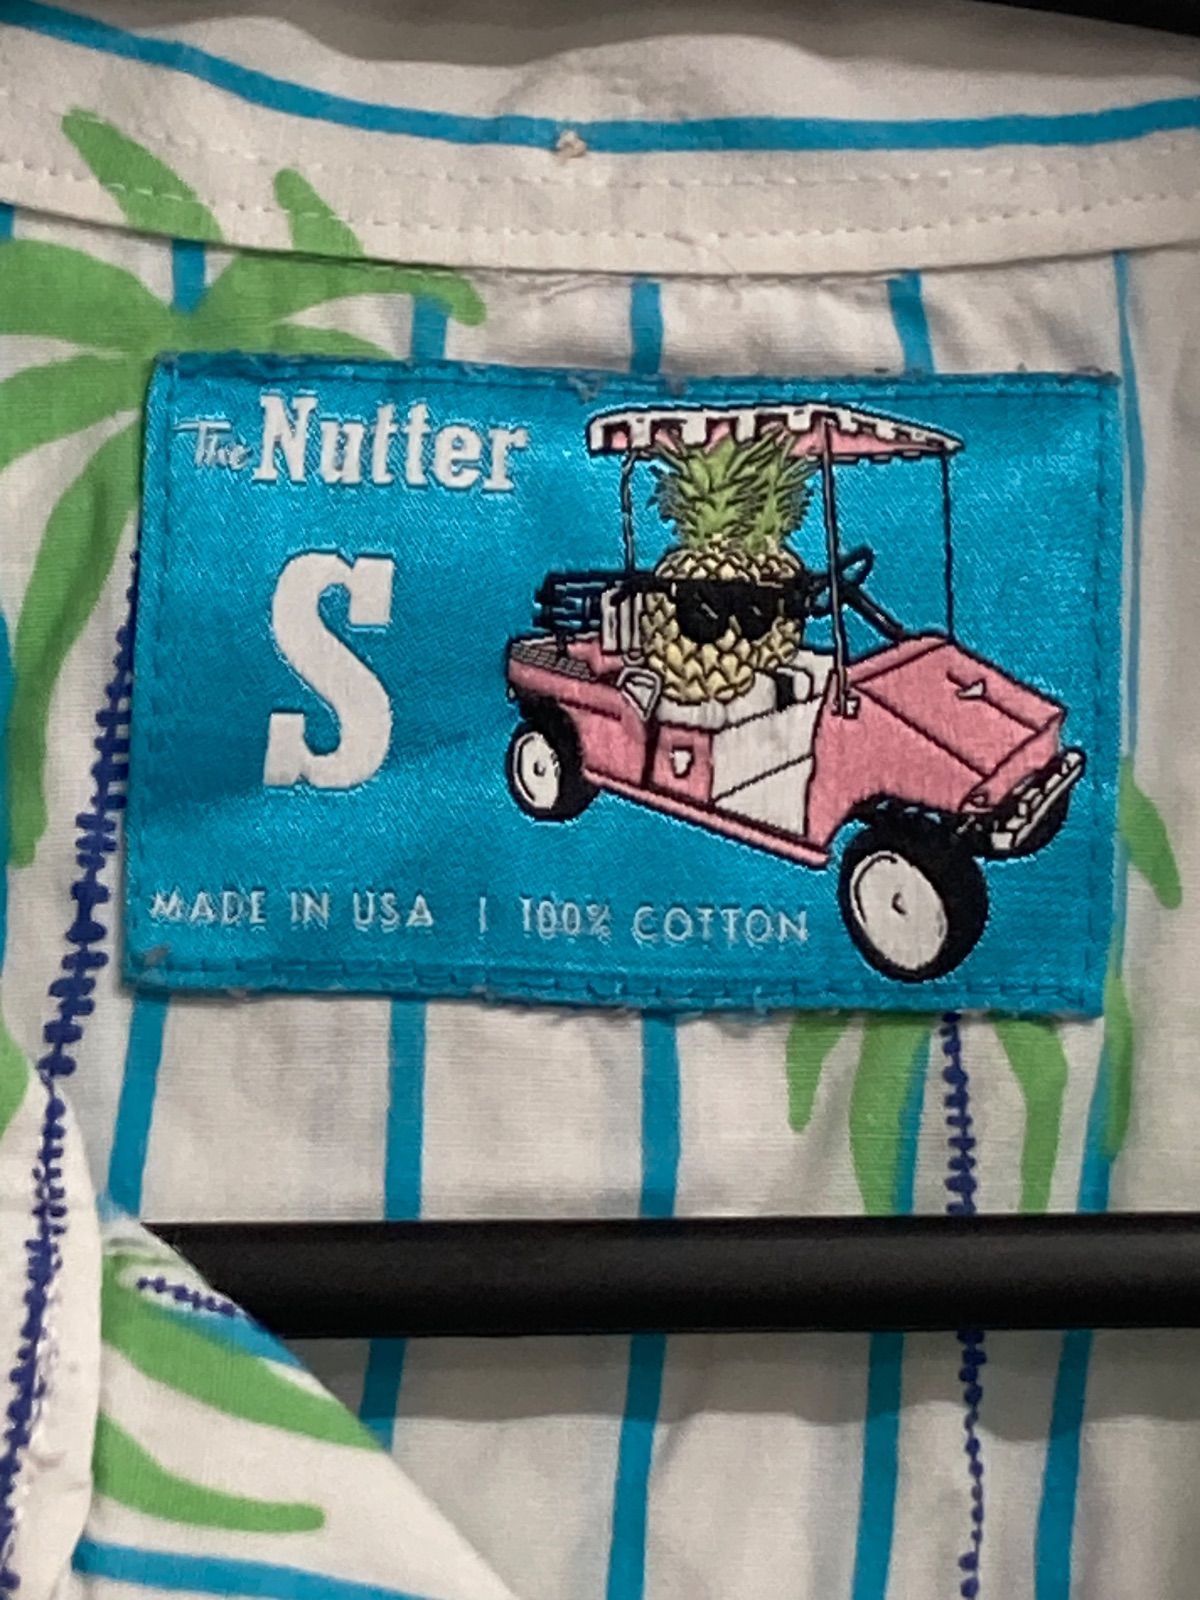 The Nutter
S
MADE IN USA | 100% COTTON